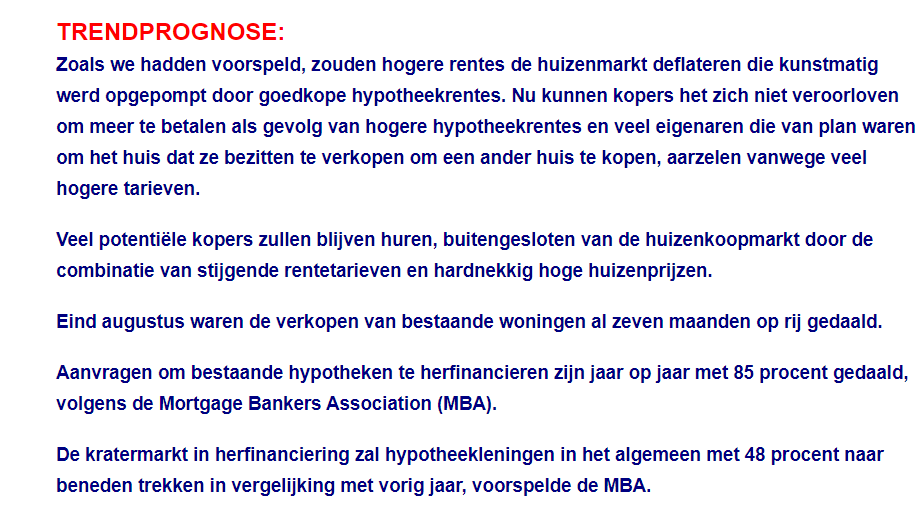 TRENDPROGNOSE:
Zoals we hadden voorspeld, zouden hogere rentes de huizenmarkt deflateren die kunstmatig
werd opgepompt door goedkope hypotheekrentes. Nu kunnen kopers het zich niet veroorloven
om meer te betalen als gevolg van hogere hypotheekrentes en veel eigenaren die van plan waren
om het huis dat ze bezitten te verkopen om een ander huis te kopen, aarzelen vanwege veel
hogere tarieven.
Veel potentiële kopers zullen blijven huren, buitengesloten van de huizenkoopmarkt door de
combinatie van stijgende rentetarieven en hardnekkig hoge huizenprijzen.
Eind augustus waren de verkopen van bestaande woningen al zeven maanden op rij gedaald.
Aanvragen om bestaande hypotheken te herfinancieren zijn jaar op jaar met 85 procent gedaald,
volgens de Mortgage Bankers Association (MBA).
De kratermarkt in herfinanciering zal hypotheekleningen in het algemeen met 48 procent naar
beneden trekken in vergelijking met vorig jaar, voorspelde de MBA.